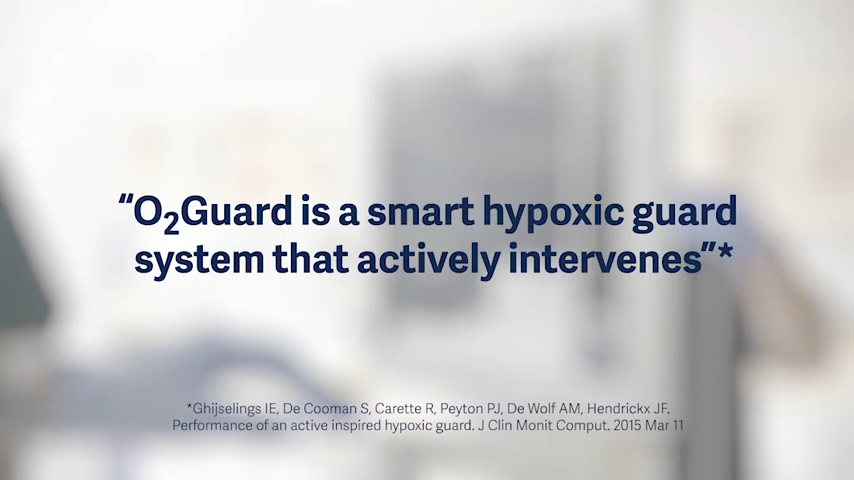 “O₂Guard is a smart hypoxic guard
system that actively intervenes”*
*Ghijselings IE, De Cooman S, Carette R, Peyton PJ, De Wolf AM, Hendrickx JF.
Performance of an active inspired hypoxic guard. J Clin Monit Comput. 2015 Mar 11